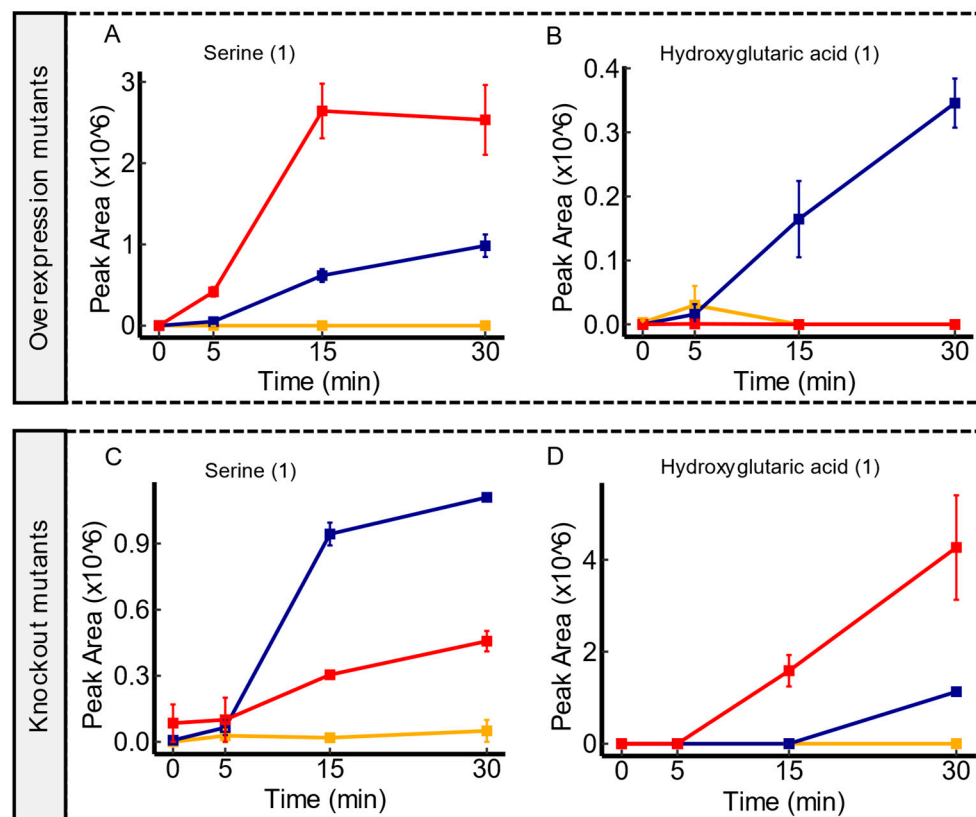 Overexpression mutants
A
Serine (1)
Peak Area (x10^6)
3
2
1
0
0 5 15 30
Time (min)
B
Hydroxyglutaric acid (1)
Peak Area (x10^6)
0.4
0.3
0.2
0.1
0.0
0 5 15 30
Time (min)
Knockout mutants
C
Serine (1)
Peak Area (x10^6)
0.9
0.6
0.3
0.0
0 5 15 30
Time (min)
D
Hydroxyglutaric acid (1)
Peak Area (x10^6)
4
2
0
0 5 15 30
Time (min)